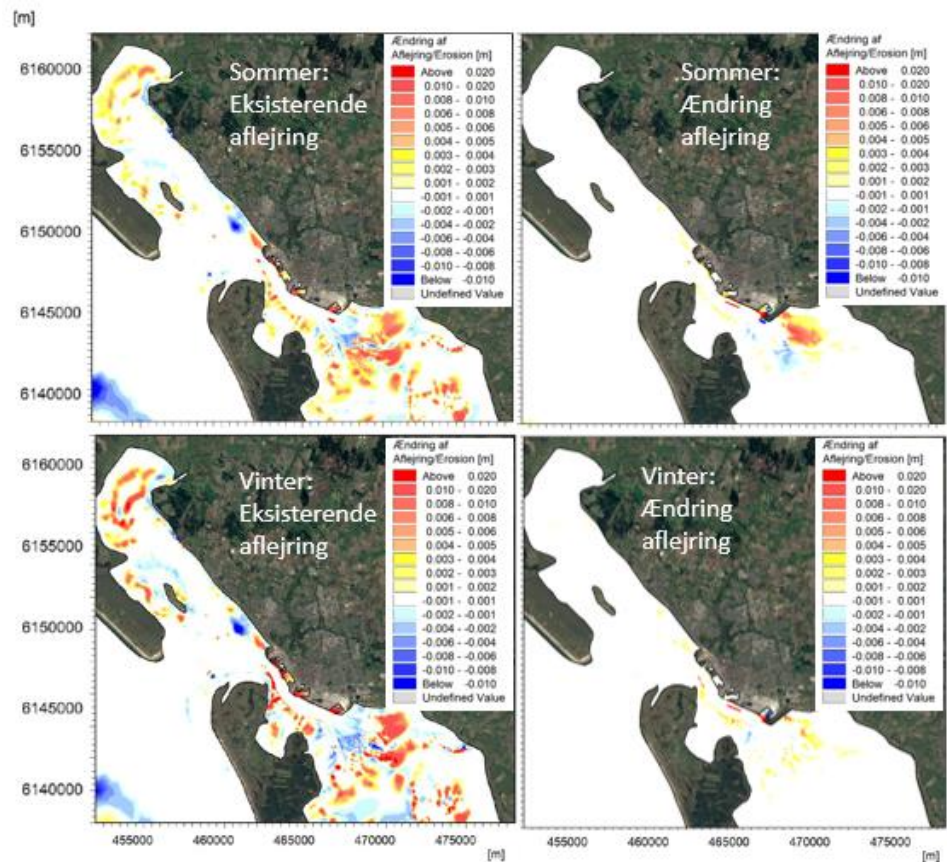 [m]
Ændring af
Aflejring/Erosion [m]
Above 0.020
0.010 - 0.020
0.008 - 0.010
0.006 - 0.008
0.005 - 0.006
0.004 - 0.005
0.003 - 0.004
0.002 - 0.003
0.001 - 0.002
-0.001 - 0.001
-0.002 - -0.001
-0.004 - -0.002
-0.006 - -0.004
-0.008 - -0.006
-0.010 - -0.008
Below -0.010
Undefined Value
Sommer:
Eksisterende
aflejring
6160000
6155000
6150000
6145000
6140000
Ændring af
Aflejring/Erosion [m]
Above 0.020
0.010 - 0.020
0.008 - 0.010
0.006 - 0.008
0.005 - 0.006
0.004 - 0.005
0.003 - 0.004
0.002 - 0.003
0.001 - 0.002
-0.001 - 0.001
-0.002 - -0.001
-0.004 - -0.002
-0.006 - -0.004
-0.008 - -0.006
-0.010 - -0.008
Below -0.010
Undefined Value
Sommer:
Ændring
aflejring
Ændring af
Aflejring/Erosion [m]
Above 0.020
0.010 - 0.020
0.008 - 0.010
0.006 - 0.008
0.005 - 0.006
0.004 - 0.005
0.003 - 0.004
0.002 - 0.003
0.001 - 0.002
-0.001 - 0.001
-0.002 - -0.001
-0.004 - -0.002
-0.006 - -0.004
-0.008 - -0.006
-0.010 - -0.008
Below -0.010
Undefined Value
Vinter:
Eksisterende
aflejring
6160000
6155000
6150000
6145000
6140000
455000 460000 465000 470000 475000
[m]
Ændring af
Aflejring/Erosion [m]
Above 0.020
0.010 - 0.020
0.008 - 0.010
0.006 - 0.008
0.005 - 0.006
0.004 - 0.005
0.003 - 0.004
0.002 - 0.003
0.001 - 0.002
-0.001 - 0.001
-0.002 - -0.001
-0.004 - -0.002
-0.006 - -0.004
-0.008 - -0.006
-0.010 - -0.008
Below -0.010
Undefined Value
Vinter:
Ændring
aflejring
455000 460000 465000 470000 475000
[m]